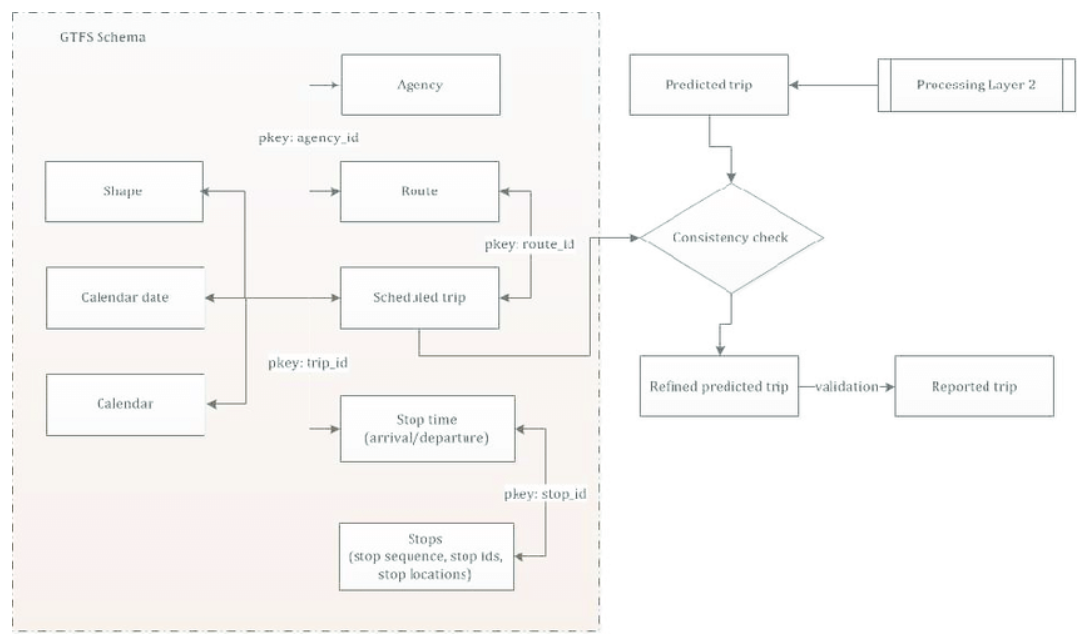 GTFS Schema
Agency
Predicted trip
Processing Layer 2
pkey: agency_id
Shape
Route
pkey: route_id
Consistency check
Calendar date
Scheduled trip
pkey: trip_id
Refined predicted trip
validation
Reported trip
Calendar
Stop time
(arrival/departure)
pkey: stop_id
Stops
(stop sequence, stop ids,
stop locations)